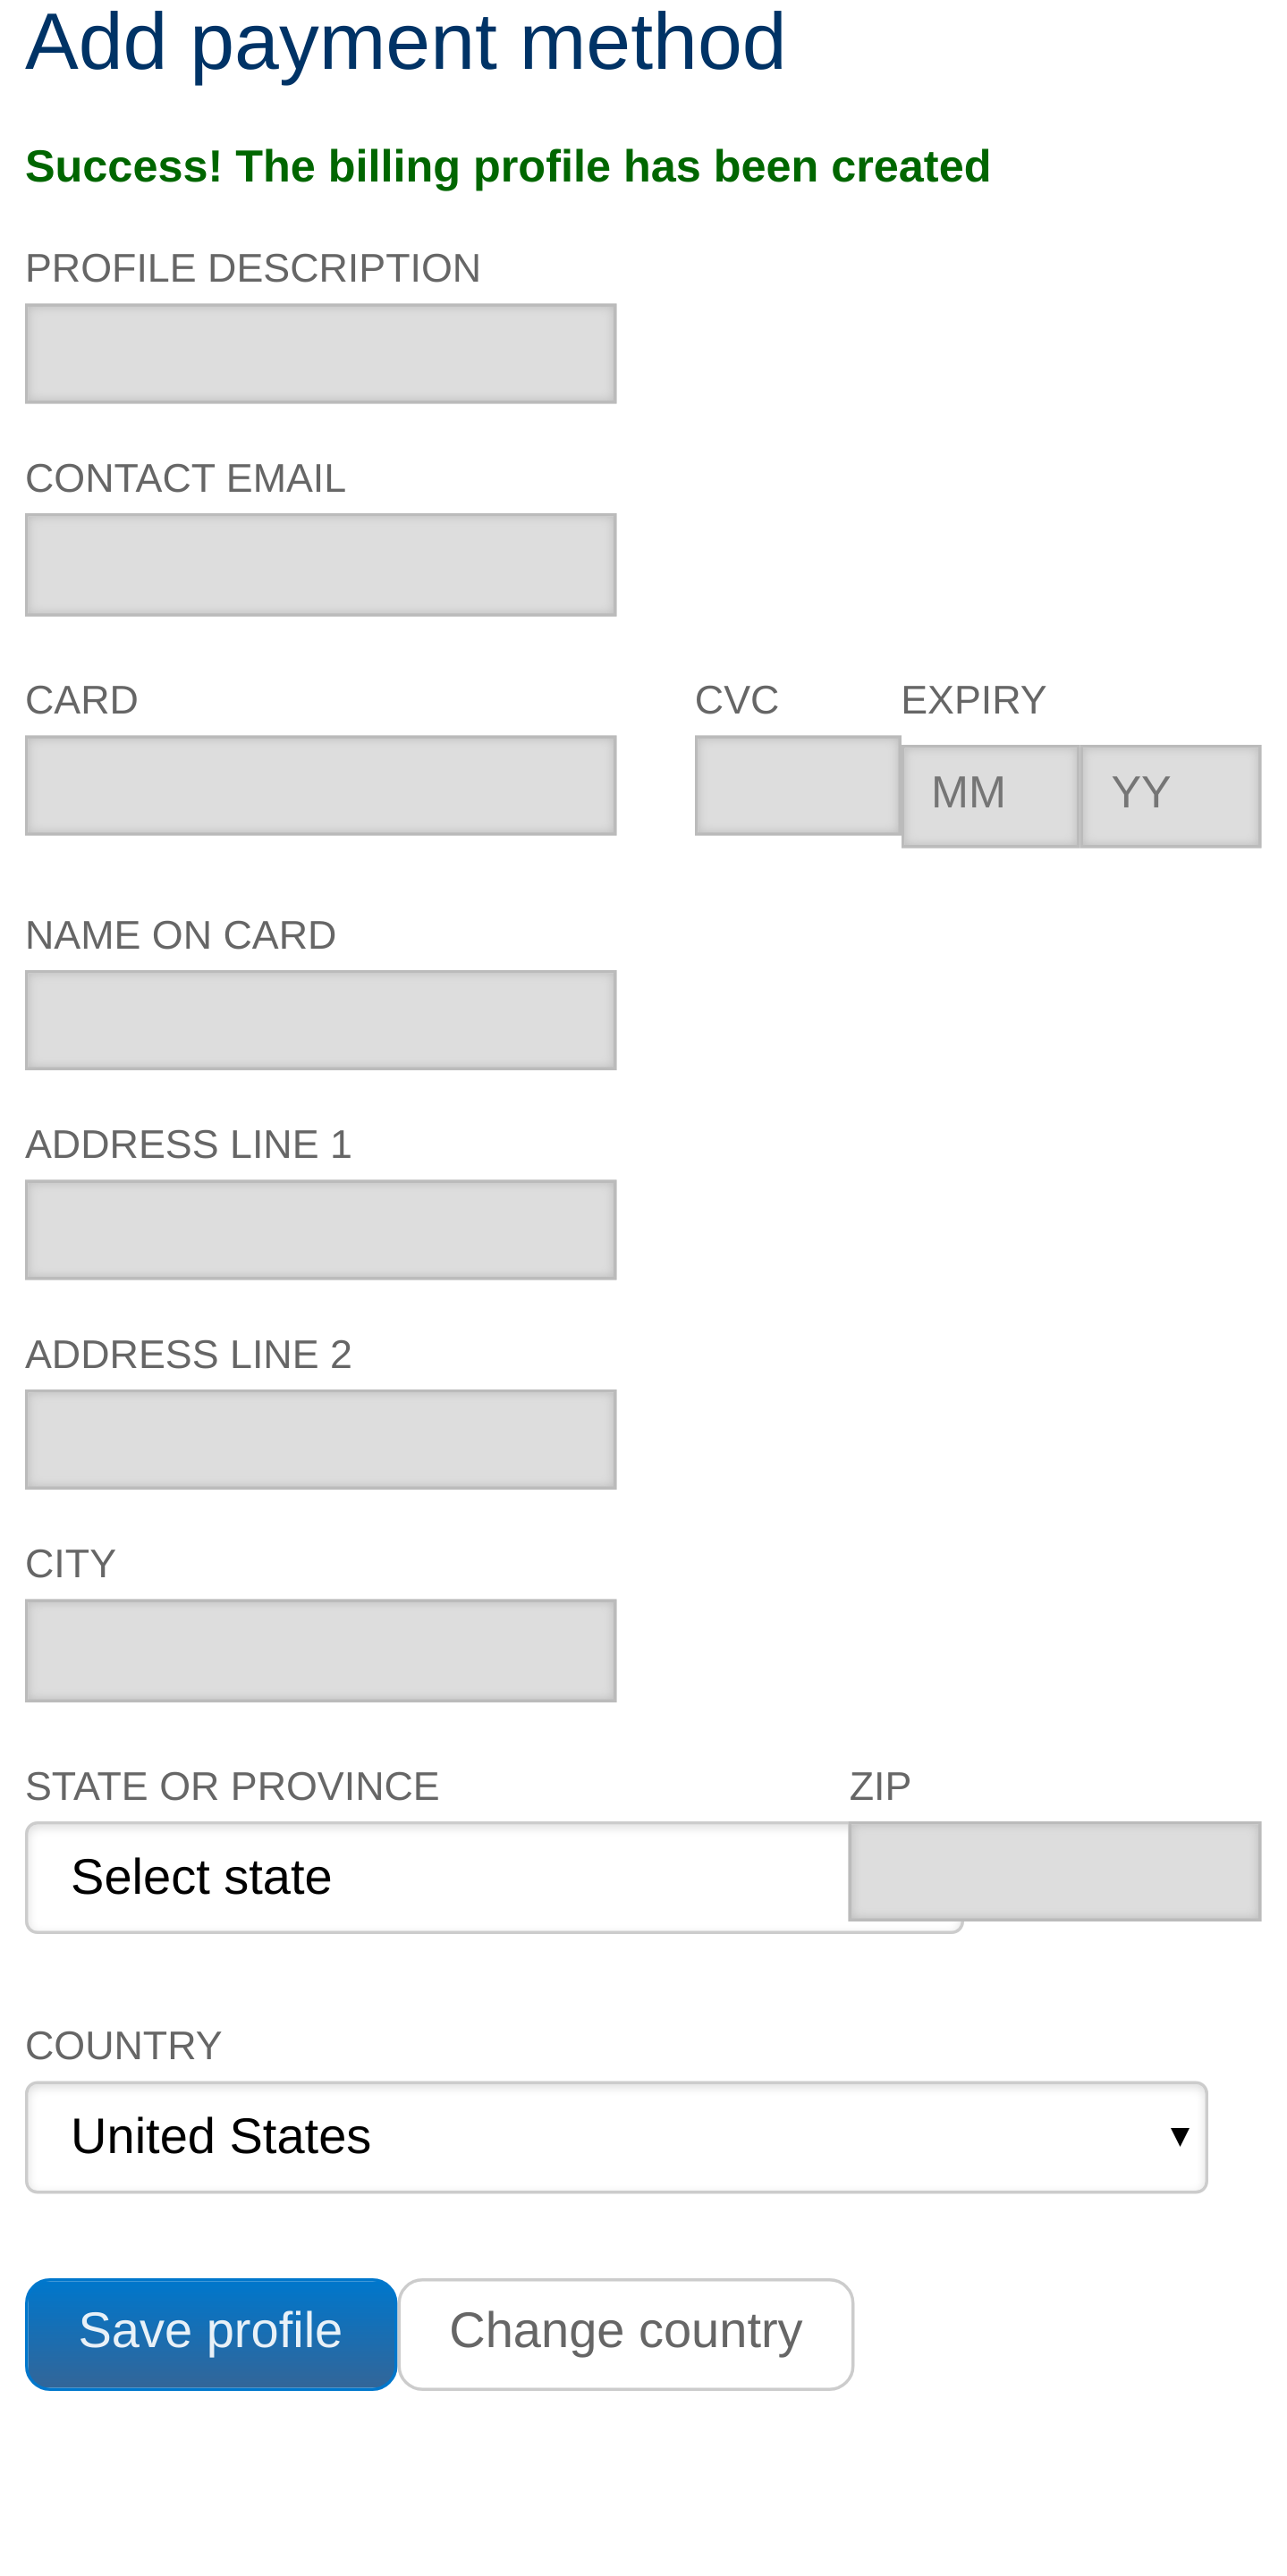 Add payment method
Success! The billing profile has been created
PROFILE DESCRIPTION
CONTACT EMAIL
CARD CVC EXPIRY
MM YY
NAME ON CARD
ADDRESS LINE 1
ADDRESS LINE 2
CITY
STATE OR PROVINCE ZIP
Select state
COUNTRY
United States
Save profile Change country